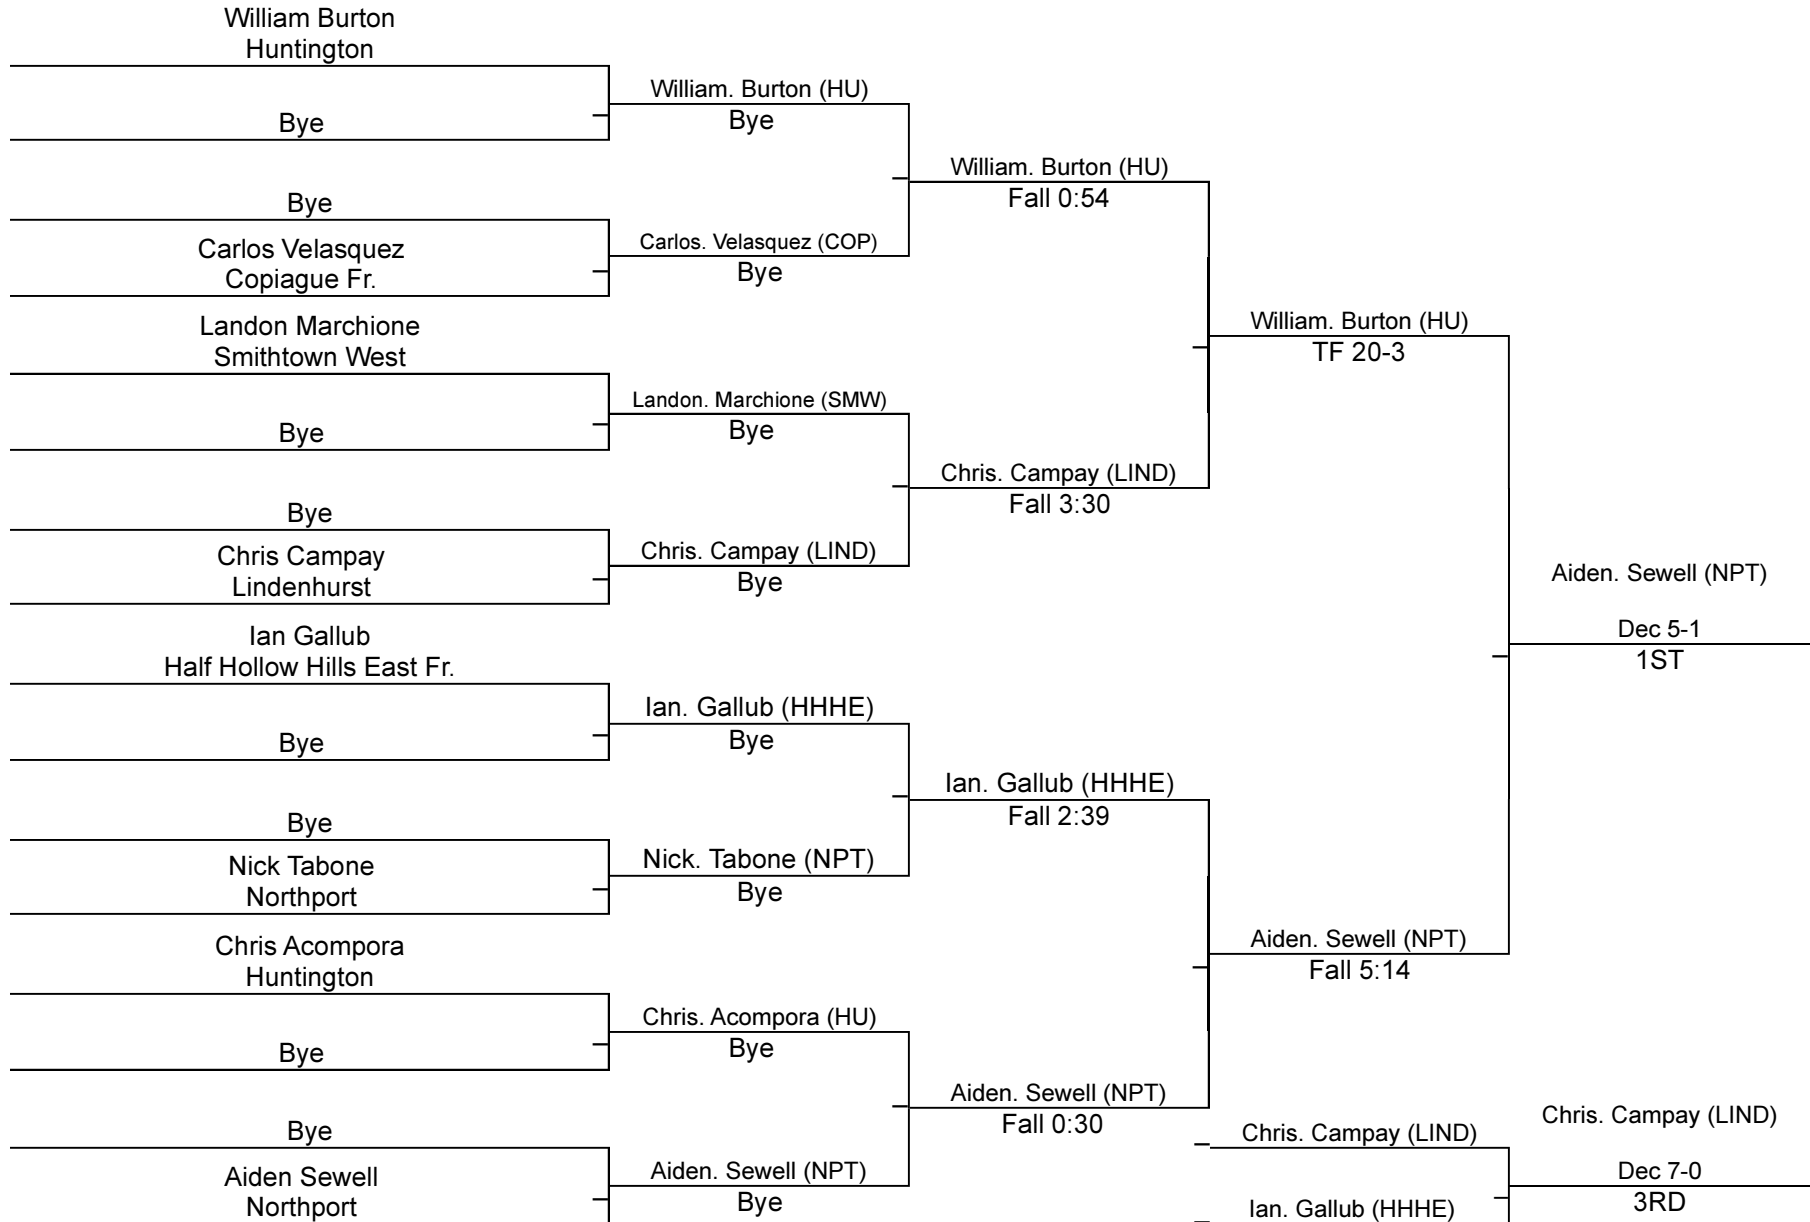 William Burton
Huntington
Bye
Bye
Carlos Velasquez
Copiague Fr.
Landon Marchione
Smithtown West
Bye
Bye
Chris Campay
Lindenhurst
Ian Gallub
Half Hollow Hills East Fr.
Bye
Bye
Nick Tabone
Northport
Chris Acompora
Huntington
Bye
Bye
Aiden Sewell
Northport
William. Burton (HU)
Bye
Carlos. Velasquez (COP)
Bye
Landon. Marchione (SMW)
Bye
Chris. Campay (LIND)
Bye
Ian. Gallub (HHHE)
Bye
Nick. Tabone (NPT)
Bye
Chris. Acompora (HU)
Bye
Aiden. Sewell (NPT)
Bye
William. Burton (HU)
Fall 0:54
Chris. Campay (LIND)
Fall 3:30
Ian. Gallub (HHHE)
Fall 2:39
Aiden. Sewell (NPT)
Fall 0:30
William. Burton (HU)
TF 20-3
Aiden. Sewell (NPT)
Fall 5:14
Chris. Campay (LIND)
Ian. Gallub (HHHE)
Aiden. Sewell (NPT)
Dec 5-1
1ST
Chris. Campay (LIND)
Dec 7-0
3RD